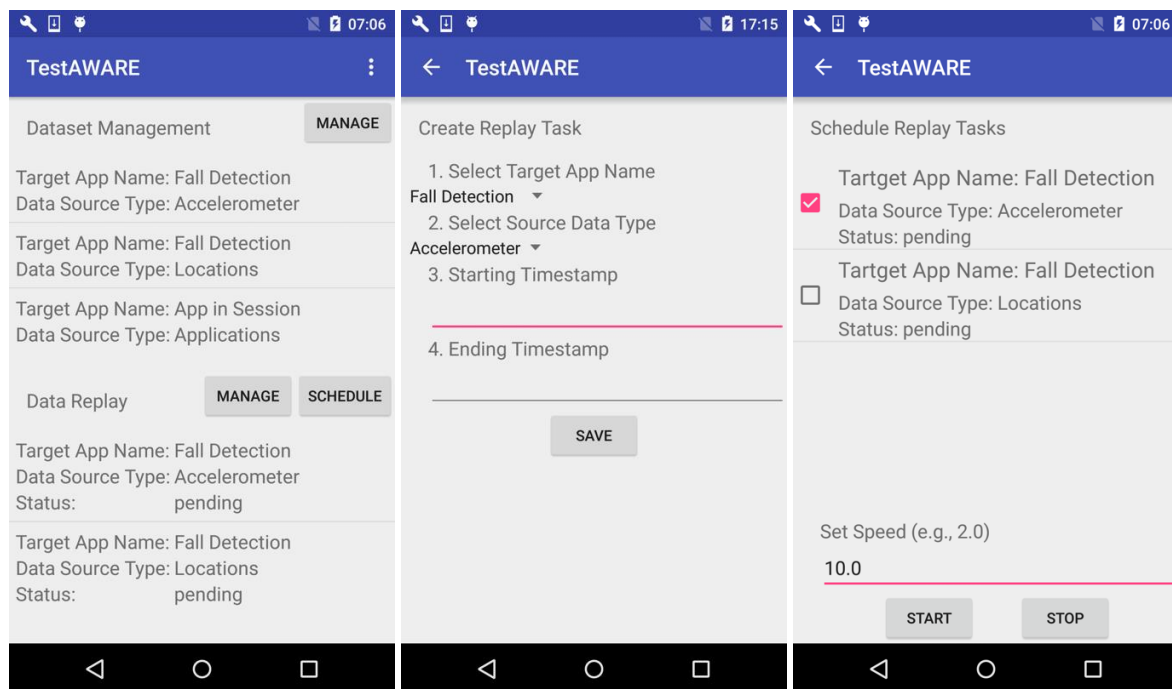 07:06
TestAWARE
Dataset Management
MANAGE
Target App Name: Fall Detection
Data Source Type: Accelerometer
Target App Name: Fall Detection
Data Source Type: Locations
Target App Name: App in Session
Data Source Type: Applications
Data Replay
MANAGE
SCHEDULE
Target App Name: Fall Detection
Data Source Type: Accelerometer
Status: pending
Target App Name: Fall Detection
Data Source Type: Locations
Status: pending
17:15
TestAWARE
Create Replay Task
1. Select Target App Name
Fall Detection
2. Select Source Data Type
Accelerometer
3. Starting Timestamp
4. Ending Timestamp
SAVE
07:06
TestAWARE
Schedule Replay Tasks
Tartget App Name: Fall Detection
Data Source Type: Accelerometer
Status: pending
Tartget App Name: Fall Detection
Data Source Type: Locations
Status: pending
Set Speed (e.g., 2.0)
10.0
START
STOP